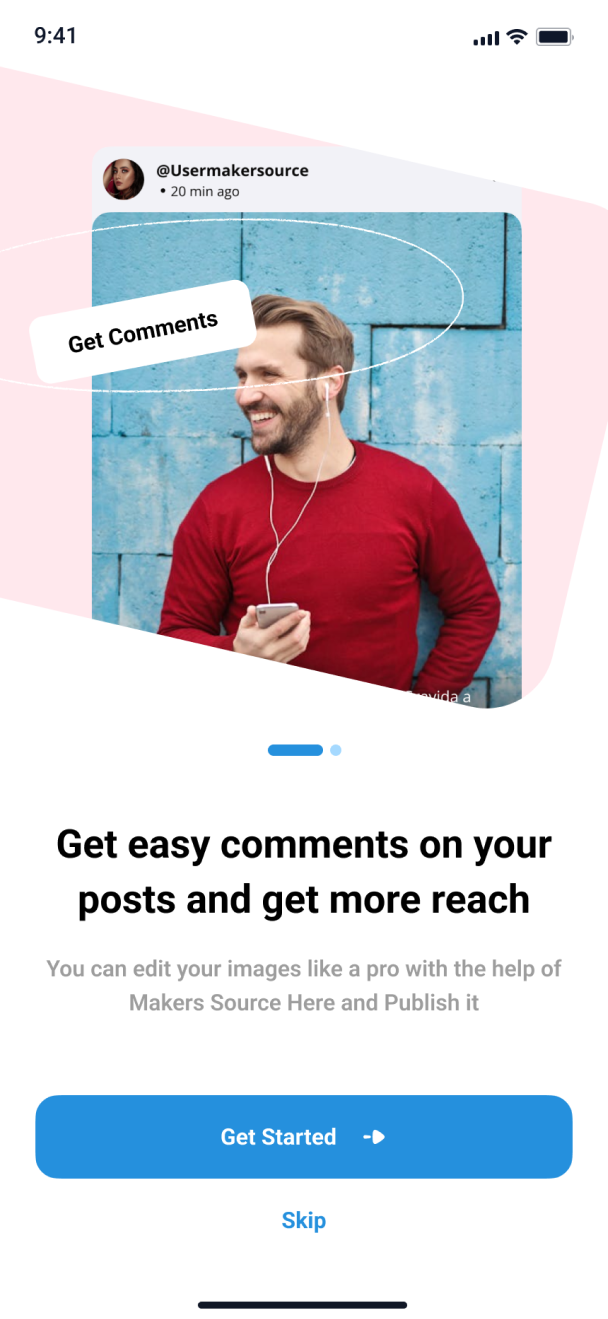 9:41
@Usermakersource
• 20 min ago
Get Comments
a
Get easy comments on your
posts and get more reach
You can edit your images like a pro with the help of
Makers Source Here and Publish it
Get Started
Skip